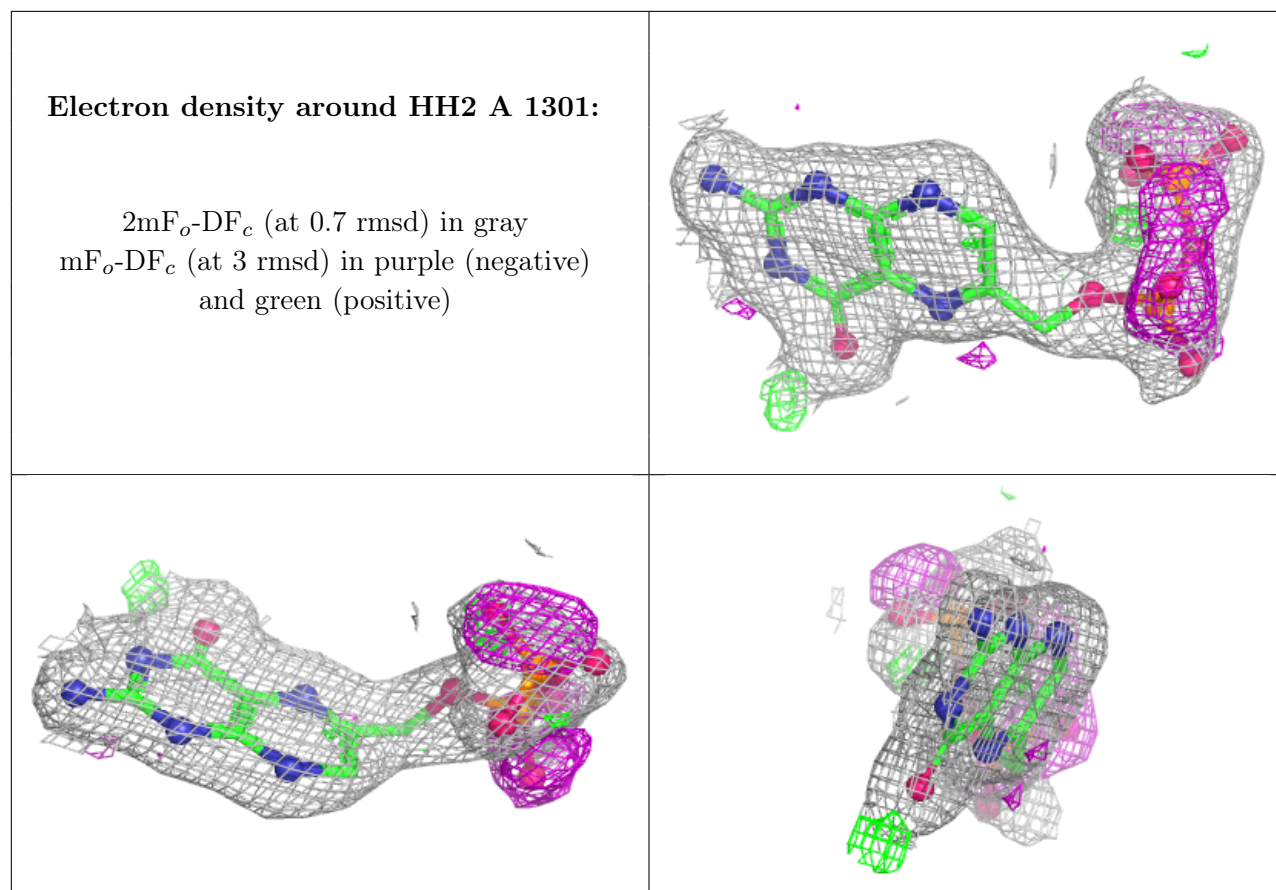 Electron density around HH2 A 1301:
2mFo-DFc (at 0.7 rmsd) in gray
mFo-DFc (at 3 rmsd) in purple (negative)
and green (positive)